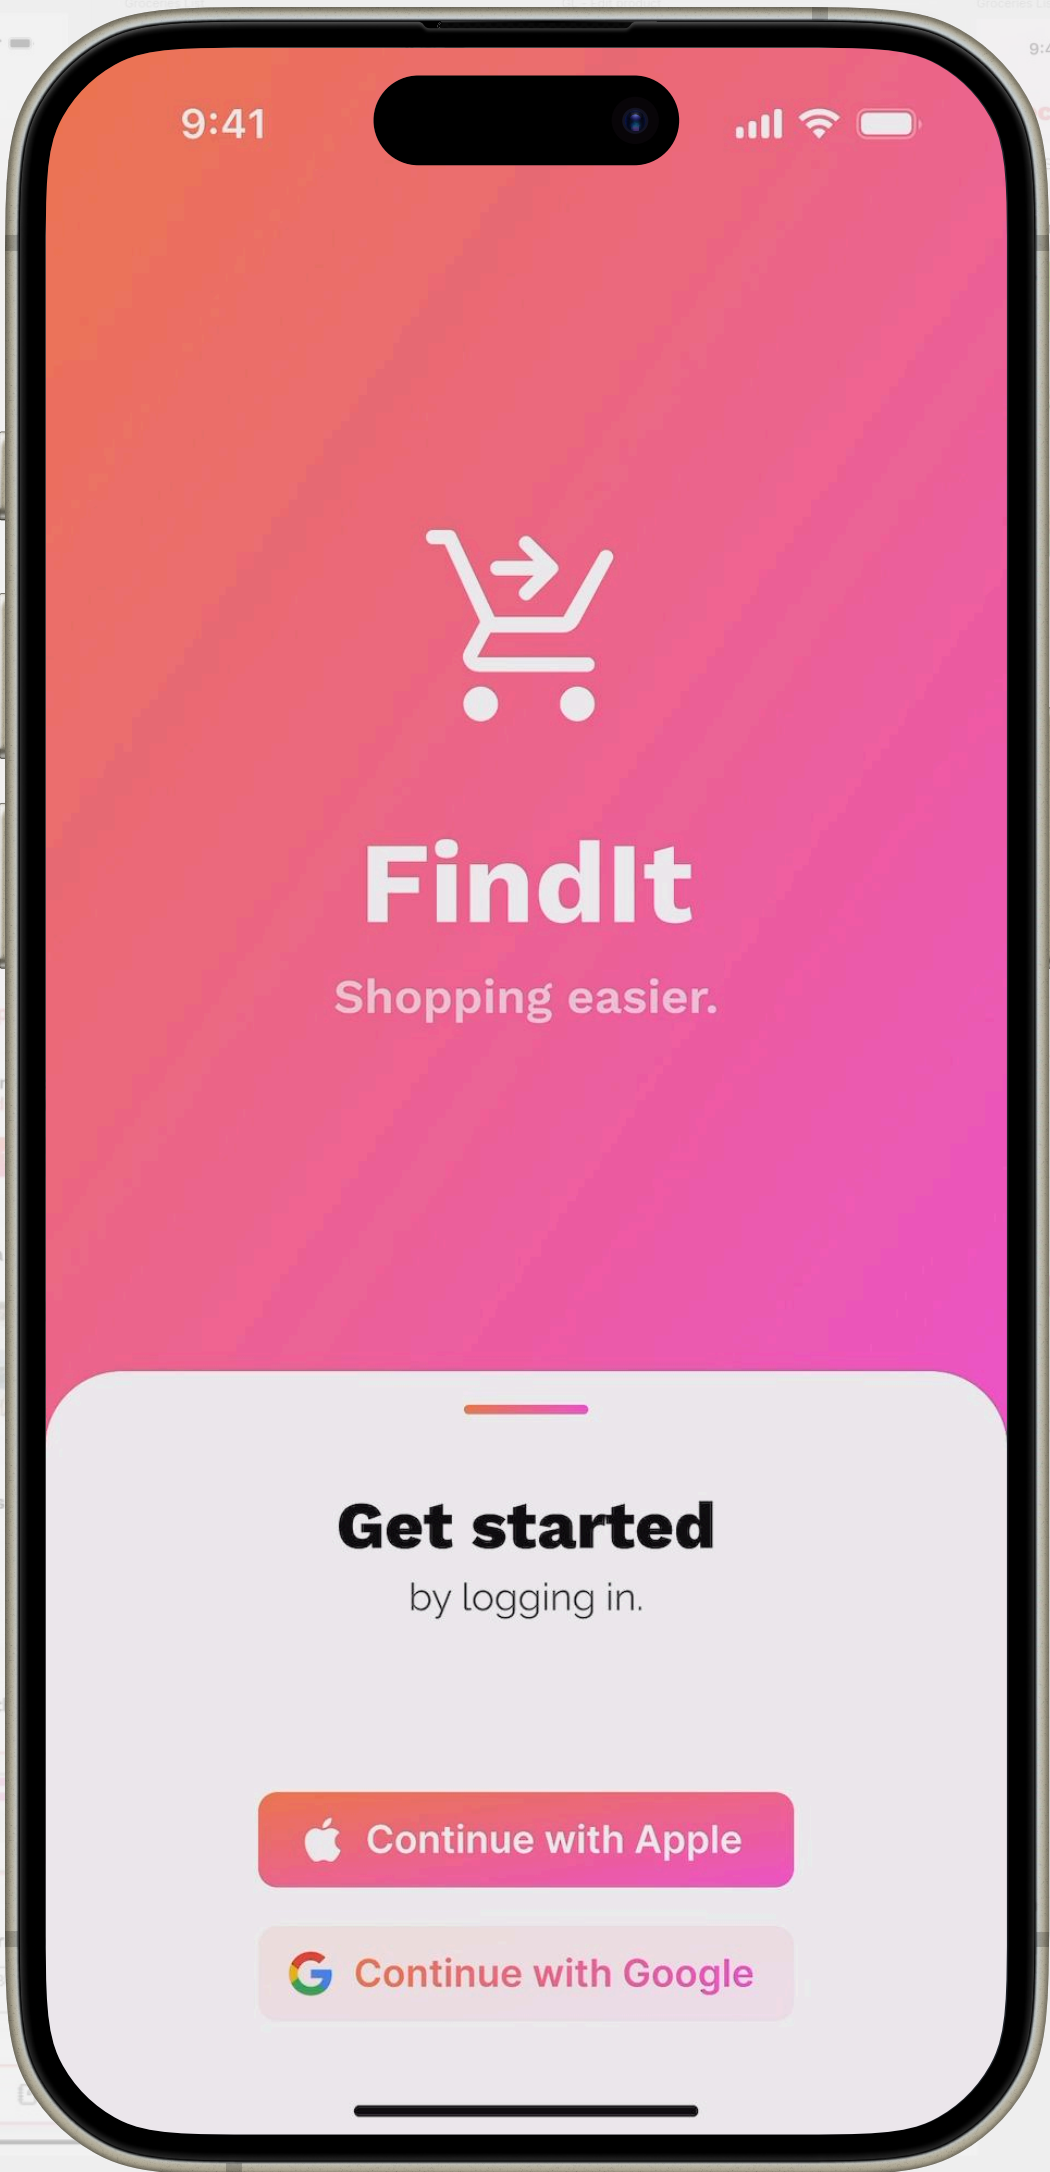 9:41
FindIt
Shopping easier.
Get started
by logging in.
Continue with Apple
Continue with Google